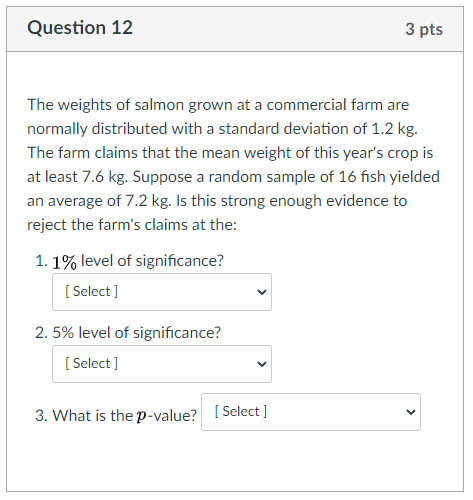 Question 12
3 pts
The weights of salmon grown at a commercial farm are
normally distributed with a standard deviation of 1.2 kg.
The farm claims that the mean weight of this year's crop is
at least 7.6 kg. Suppose a random sample of 16 fish yielded
an average of 7.2 kg. Is this strong enough evidence to
reject the farm's claims at the:
1. 1% level of significance?
[ Select ]
2. 5% level of significance?
[ Select ]
3. What is the p-value? [ Select ]